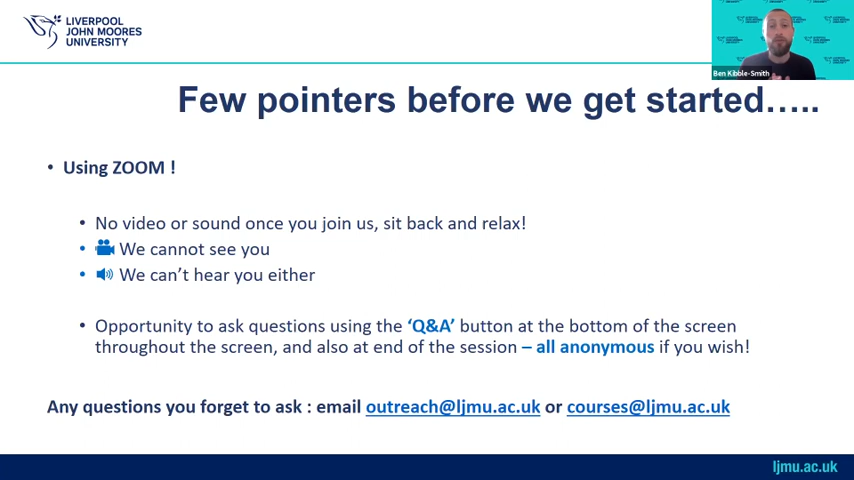 LIVERPOOL
JOHN MOORES
UNIVERSITY
Ben Kibble-Smith
Few pointers before we get started…..
• Using ZOOM !
• No video or sound once you join us, sit back and relax!
• We cannot see you
• We can’t hear you either
• Opportunity to ask questions using the ‘Q&A’ button at the bottom of the screen
throughout the screen, and also at end of the session – all anonymous if you wish!
Any questions you forget to ask : email outreach@ljmu.ac.uk or courses@ljmu.ac.uk
ljmu.ac.uk